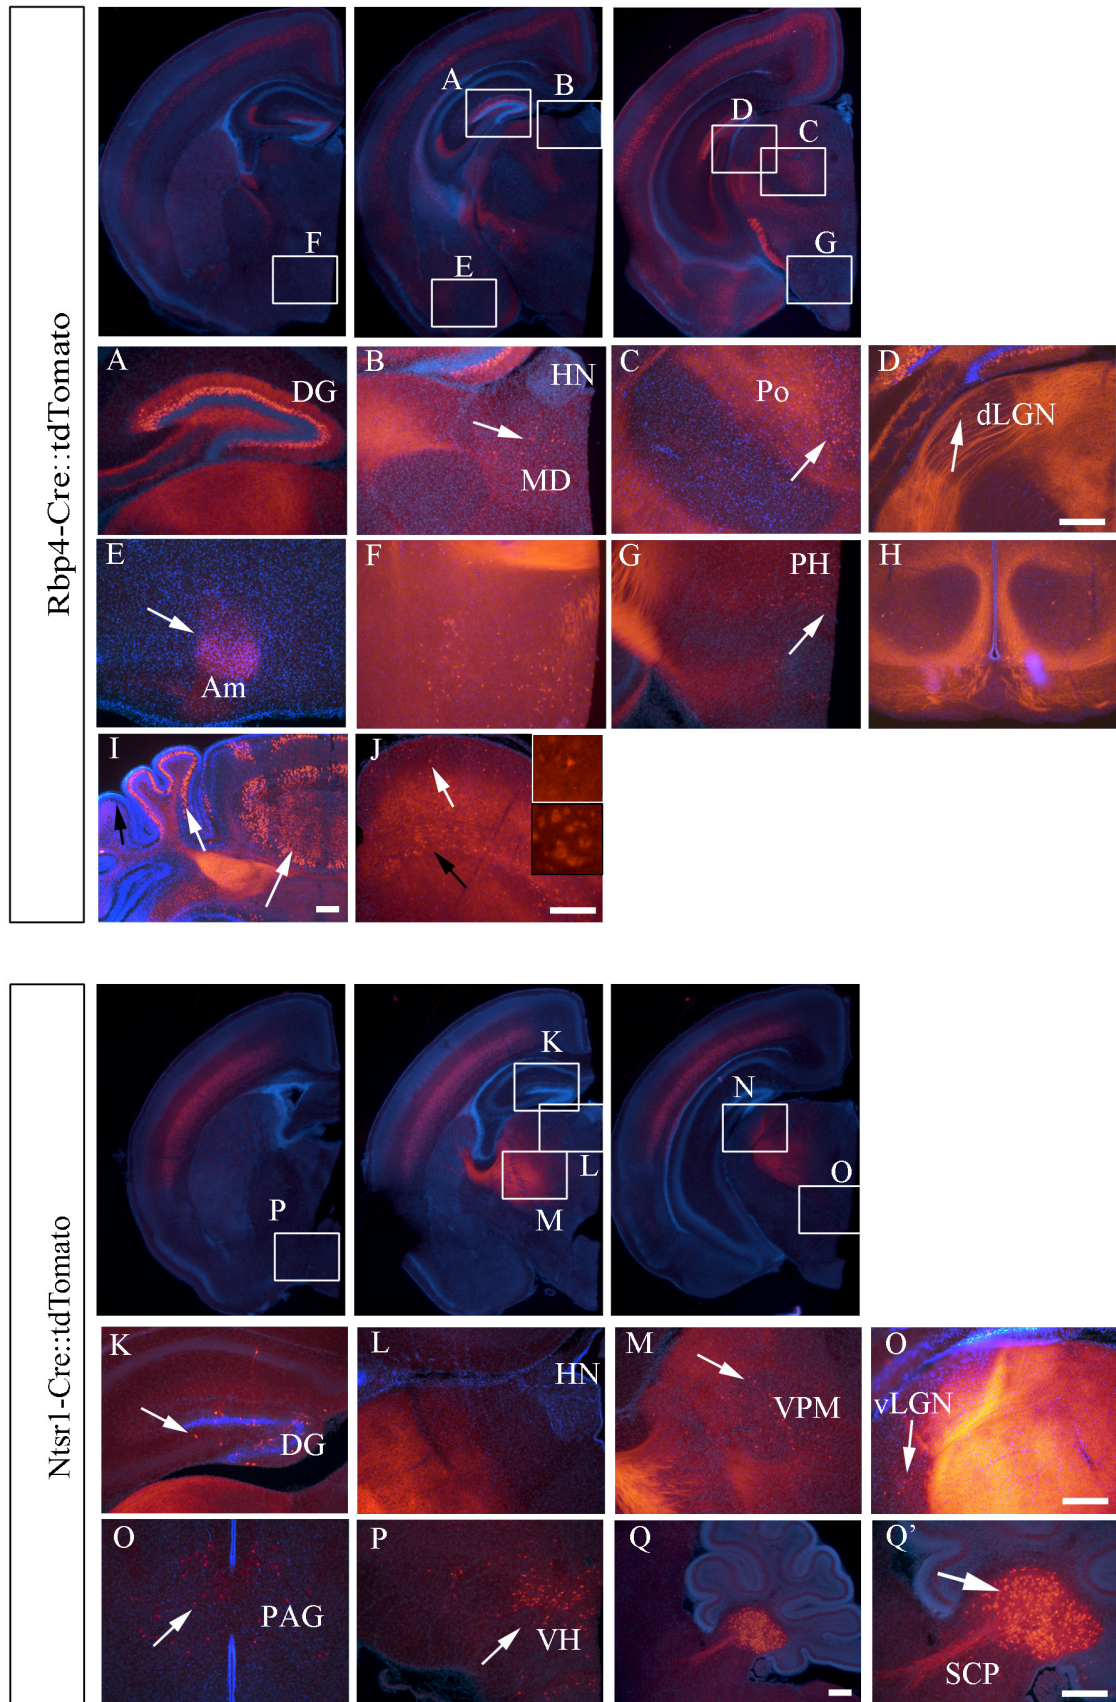 Rbp4-Cre::tdTomato
A
B
D
C
F
E
G
A
DG
B
HN
MD
C
Po
D
dLGN
E
Am
F
G
PH
H
I
J
Ntsr1-Cre::tdTomato
K
N
P
L
O
M
K
DG
L
HN
M
VPM
O
vLGN
O
PAG
P
VH
Q
Q’
SCP